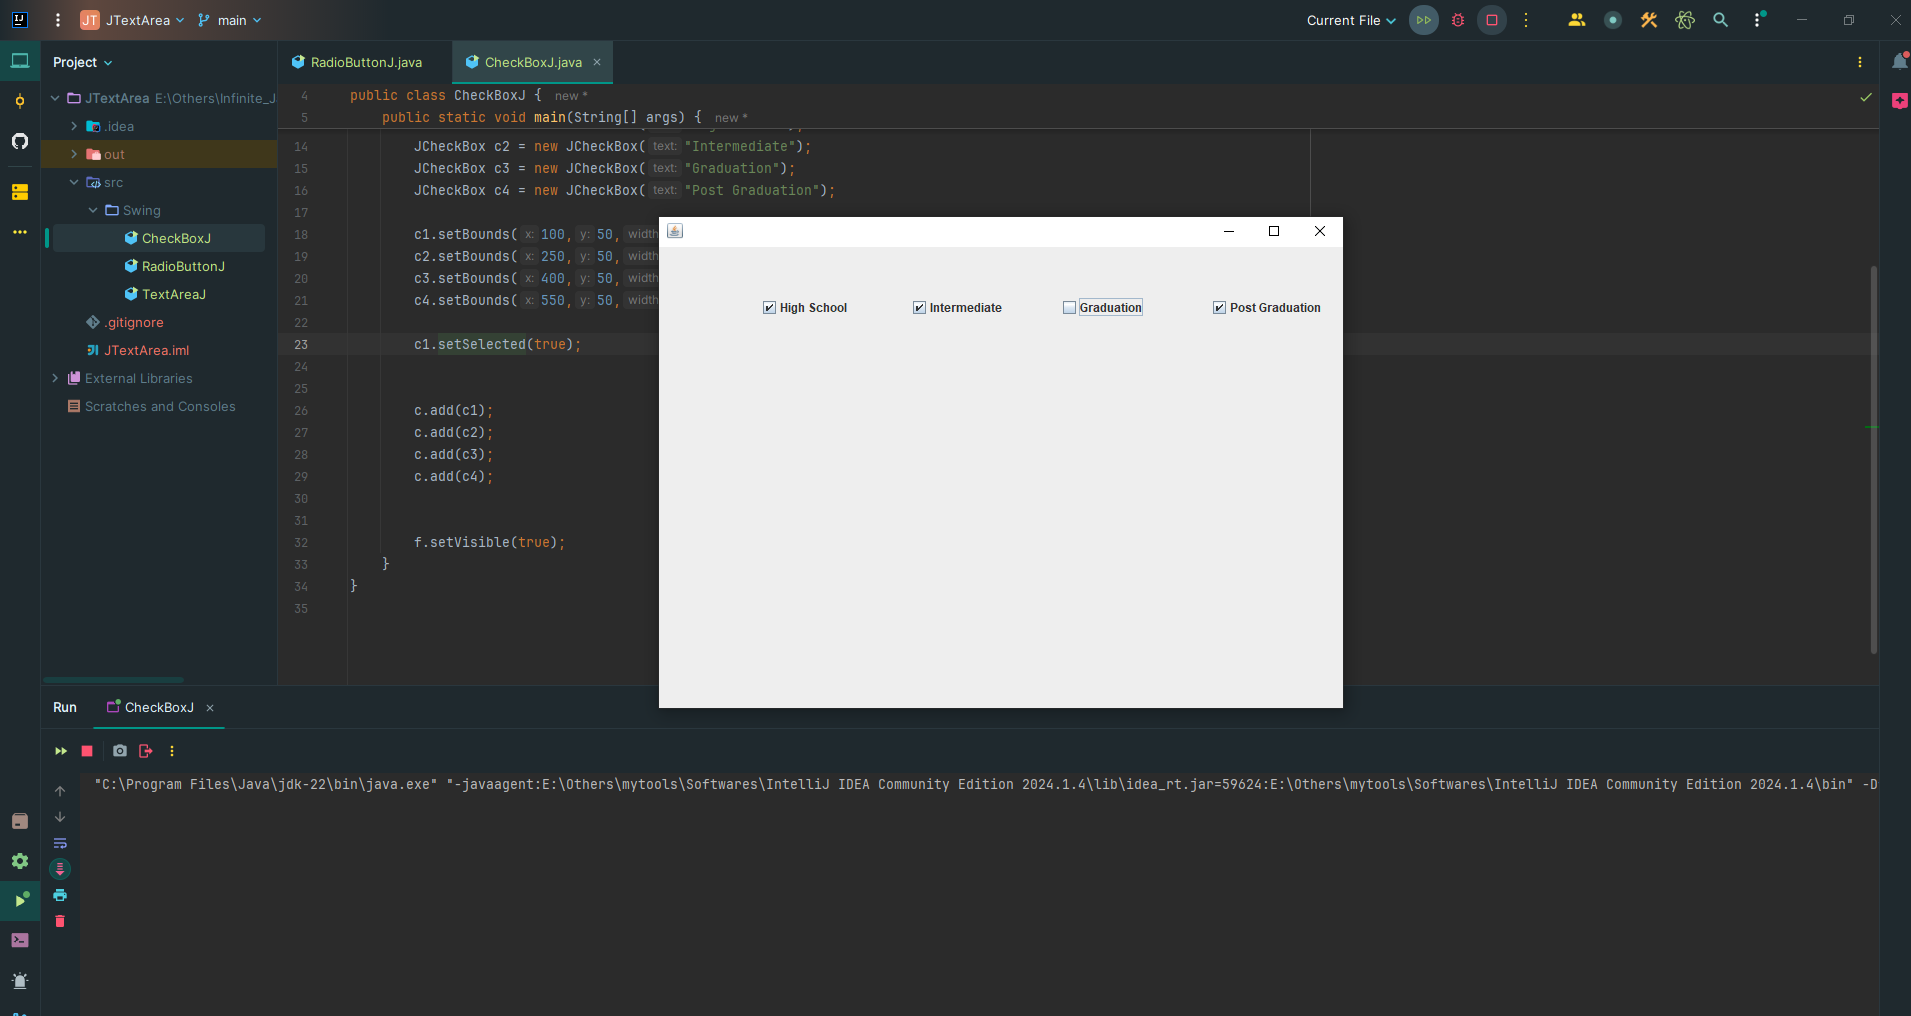 JT JTextArea main
Current File
Project
RadioButtonJ.java
CheckBoxJ.java
JTextArea E:\Others\Infinite_J
.idea
out
src
Swing
CheckBoxJ
RadioButtonJ
TextAreaJ
.gitignore
JTextArea.iml
External Libraries
Scratches and Consoles
4 public class CheckBoxJ { new *
5 public static void main(String[] args) { new *
14 JCheckBox c2 = new JCheckBox( text: "Intermediate");
15 JCheckBox c3 = new JCheckBox( text: "Graduation");
16 JCheckBox c4 = new JCheckBox( text: "Post Graduation");
17
18 c1.setBounds( x: 100, y: 50, width
19 c2.setBounds( x: 250, y: 50, width
20 c3.setBounds( x: 400, y: 50, width
21 c4.setBounds( x: 550, y: 50, width
22
23 c1.setSelected(true);
24
25
26 c.add(c1);
27 c.add(c2);
28 c.add(c3);
29 c.add(c4);
30
31
32 f.setVisible(true);
33 }
34 }
35
High School
Intermediate
Graduation
Post Graduation
Run
CheckBoxJ
"C:\Program Files\Java\jdk-22\bin\java.exe" "-javaagent:E:\Others\mytools\Softwares\IntelliJ IDEA Community Edition 2024.1.4\lib\idea_rt.jar=59624:E:\Others\mytools\Softwares\IntelliJ IDEA Community Edition 2024.1.4\bin" -D